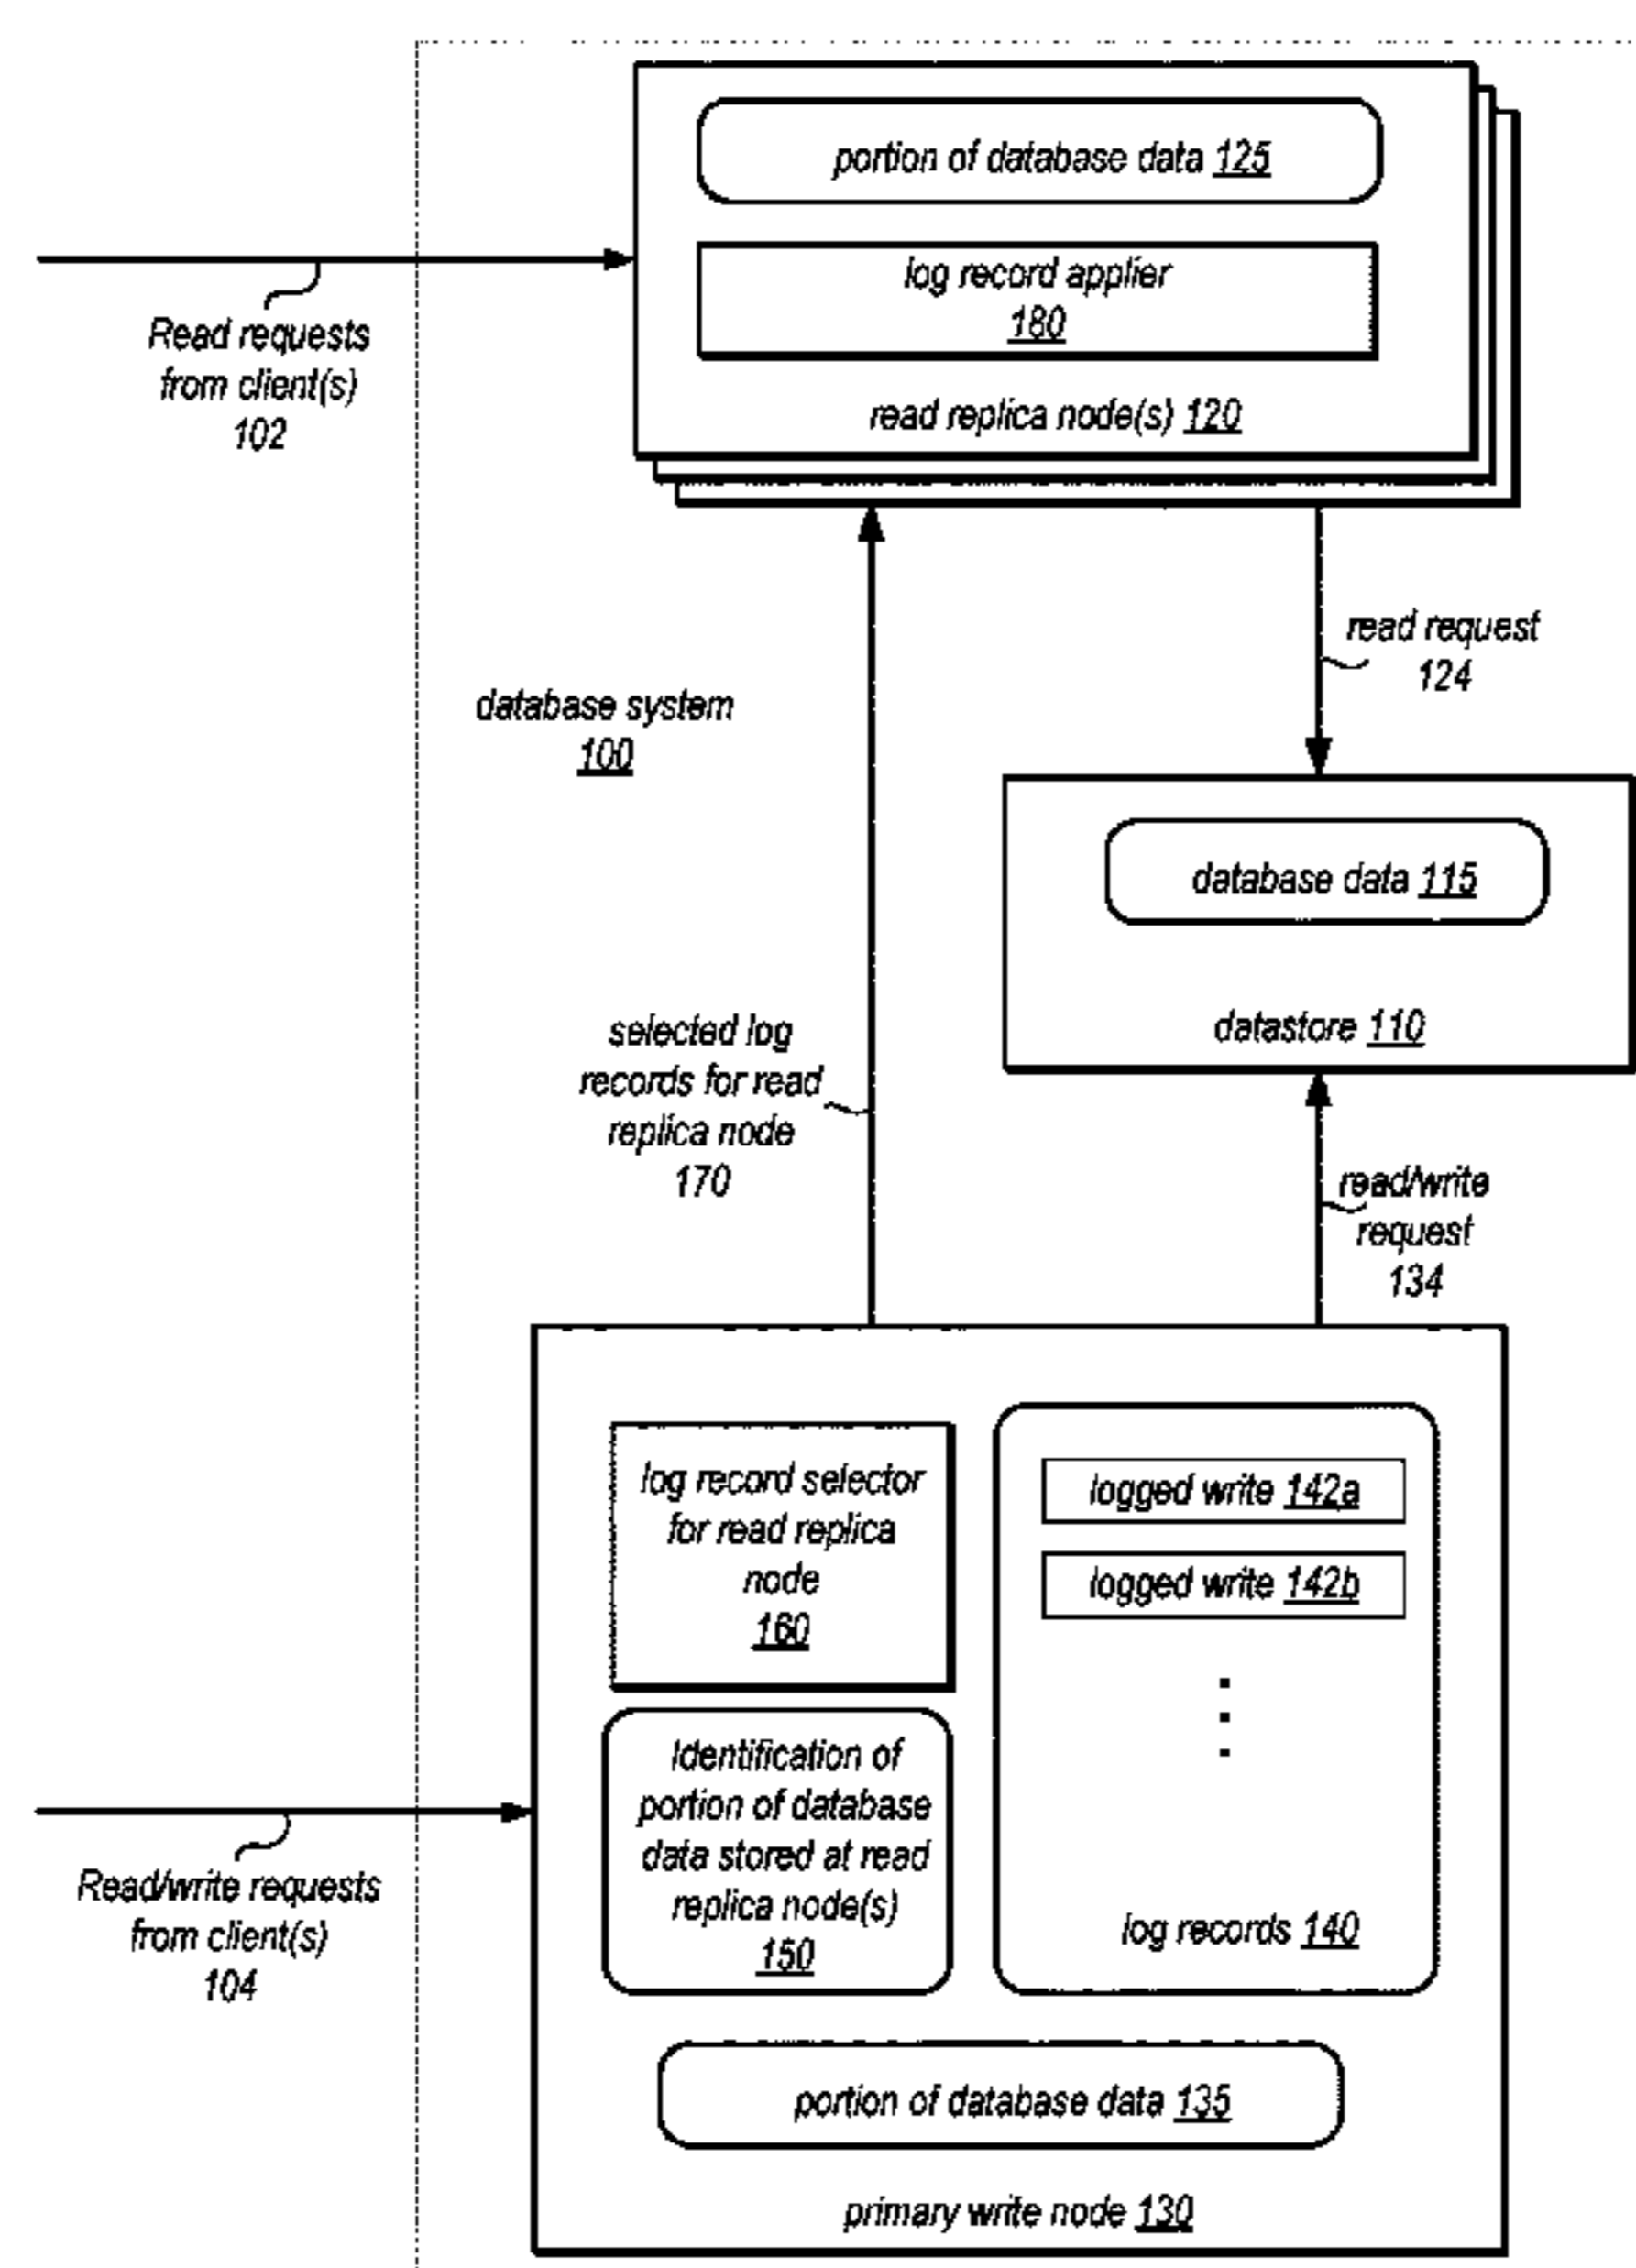 portion of database data 125
log record applier
180
read replica node(s) 120
Read requests
from client(s)
102
read request
124
database system
100
database data 115
datastore 110
selected log
records for read
replica node
170
read/write
request
134
log record selector
for read replica
node
160
logged write 142a
logged write 142b
Identification of
portion of database
data stored at read
replica node(s)
150
log records 140
Read/write requests
from client(s)
104
portion of database data 135
primary write node 130